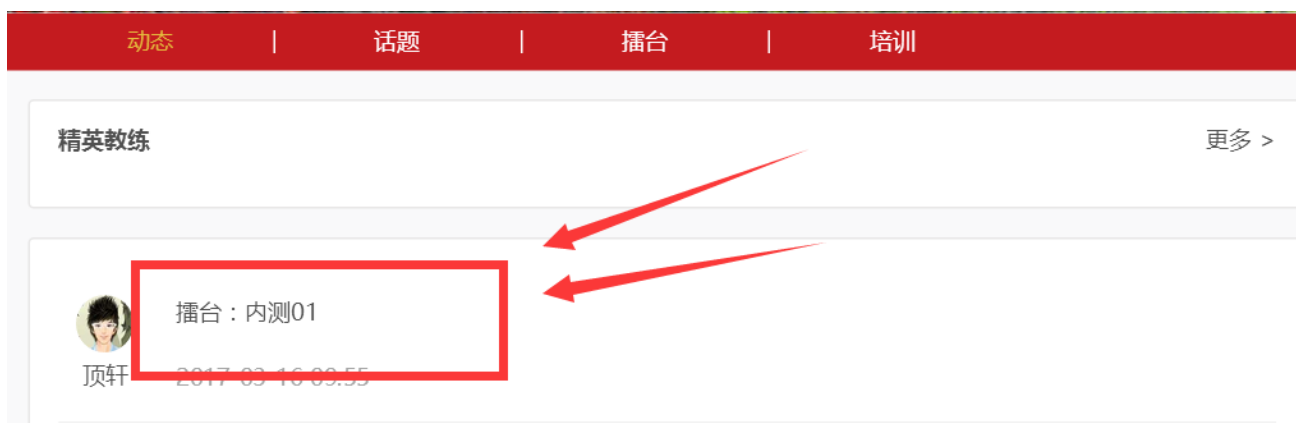 动态 | 话题 | 擂台 | 培训
精英教练 更多 >
擂台：内测01
顶轩 2017-03-16 09:55